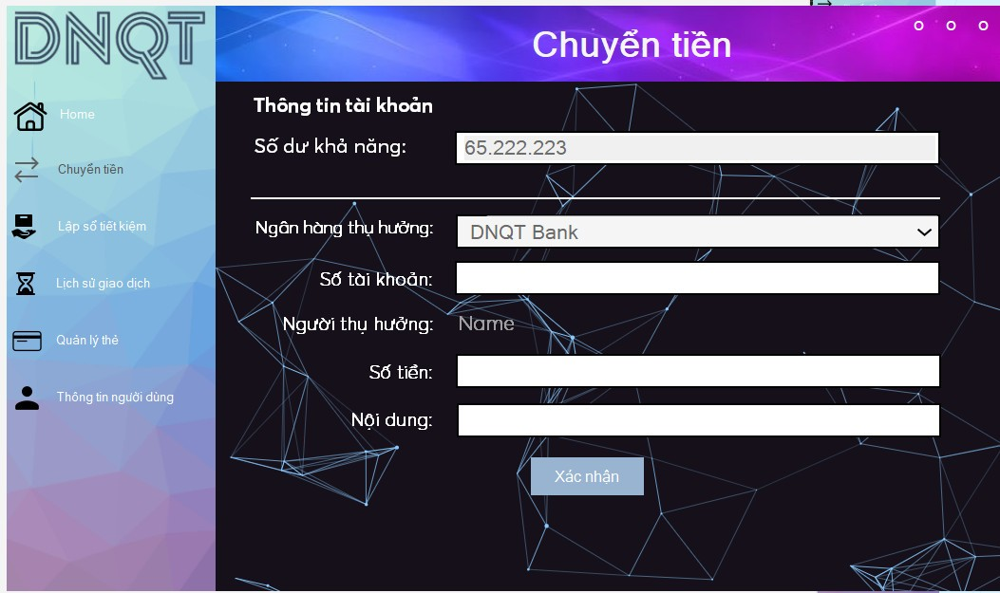 DNQT
Chuyển tiền
Home
Chuyển tiền
Lập sổ tiết kiệm
Lịch sử giao dịch
Quản lý thẻ
Thông tin người dùng
Thông tin tài khoản
Số dư khả năng: 65.222.223
Ngân hàng thụ hưởng: DNQT Bank
Số tài khoản:
Người thụ hưởng: Name
Số tiền:
Nội dung:
Xác nhận